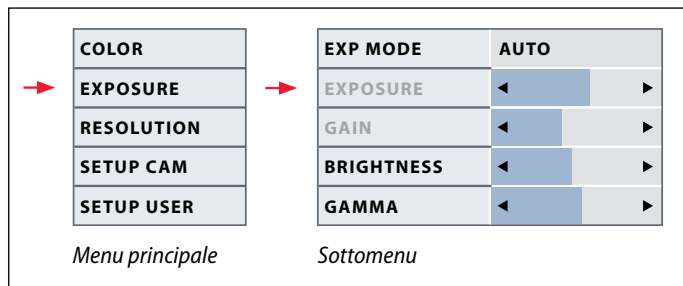 COLOR
EXPOSURE
RESOLUTION
SETUP CAM
SETUP USER
Menu principale
EXP MODE AUTO
EXPOSURE
GAIN
BRIGHTNESS
GAMMA
Sottomenu